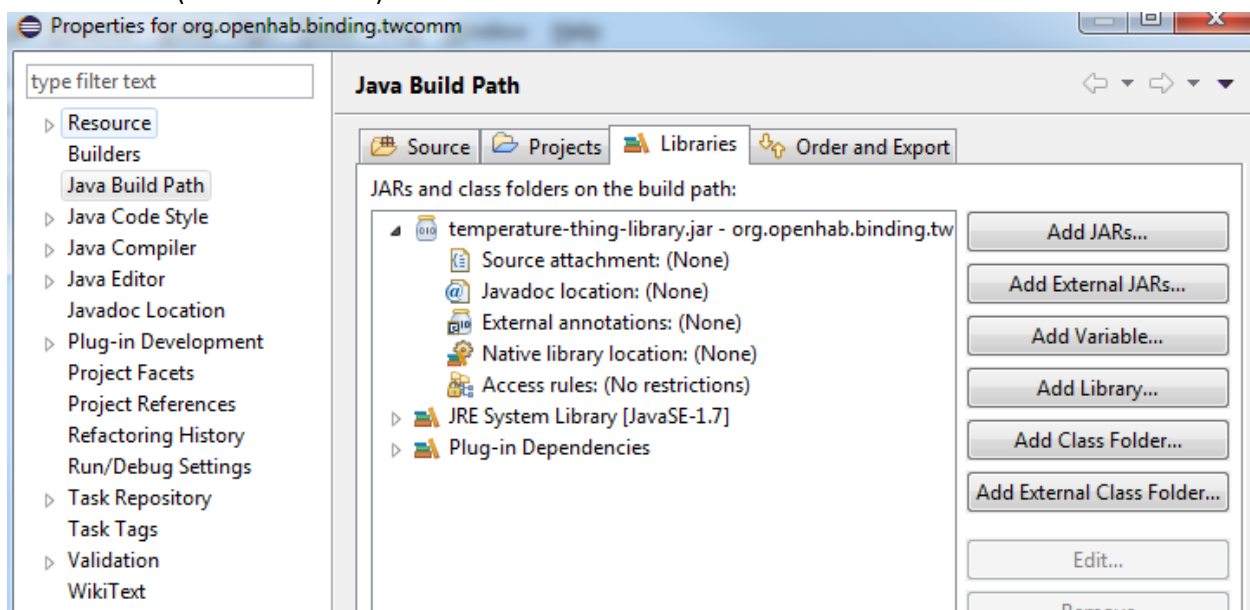 Properties for org.openhab.binding.twcomm
type filter text
Resource
Builders
Java Build Path
Java Code Style
Java Compiler
Java Editor
Javadoc Location
Plug-in Development
Project Facets
Project References
Refactoring History
Run/Debug Settings
Task Repository
Task Tags
Validation
WikiText
Java Build Path
Source Projects Libraries Order and Export
JARs and class folders on the build path:
temperature-thing-library.jar - org.openhab.binding.tw
Source attachment: (None)
Javadoc location: (None)
External annotations: (None)
Native library location: (None)
Access rules: (No restrictions)
JRE System Library [JavaSE-1.7]
Plug-in Dependencies
Add JARs...
Add External JARs...
Add Variable...
Add Library...
Add Class Folder...
Add External Class Folder...
Edit...